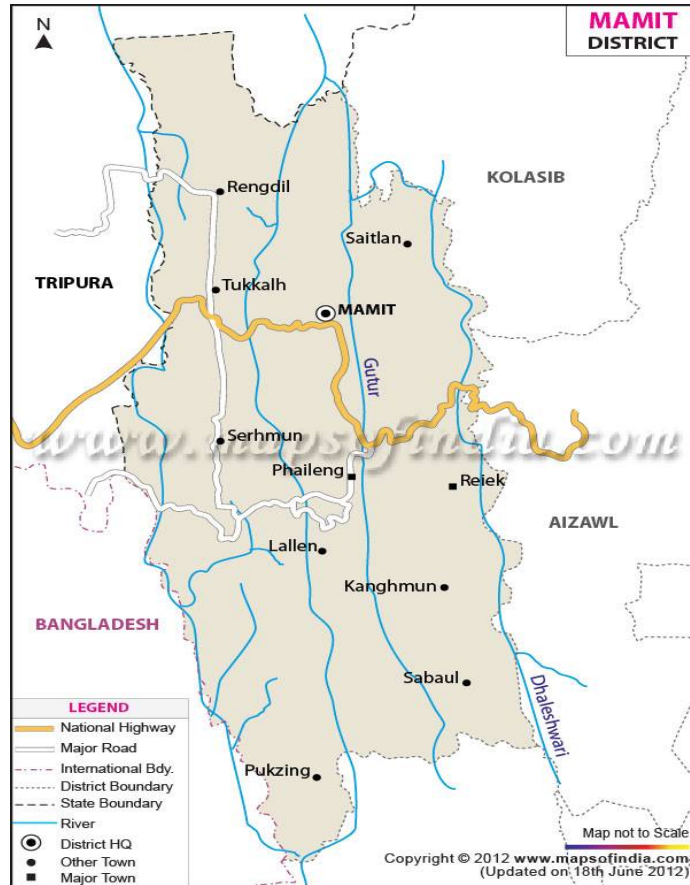 N
MAMIT
DISTRICT
KOLASIB
Rengdil
Saitlan
TRIPURA
Tukkalh
MAMIT
Gutur
Serhmun
www.mapsofindia.com
Phaileng
Reiek
AIZAWL
Lallen
Kanghmun
BANGLADESH
Sabaul
Dhaleshwari
Pukzing
LEGEND
National Highway
Major Road
International Bdy.
District Boundary
State Boundary
River
District HQ
Other Town
Major Town
Map not to Scale
Copyright © 2012 www.mapsofindia.com
(Updated on 18th June 2012)